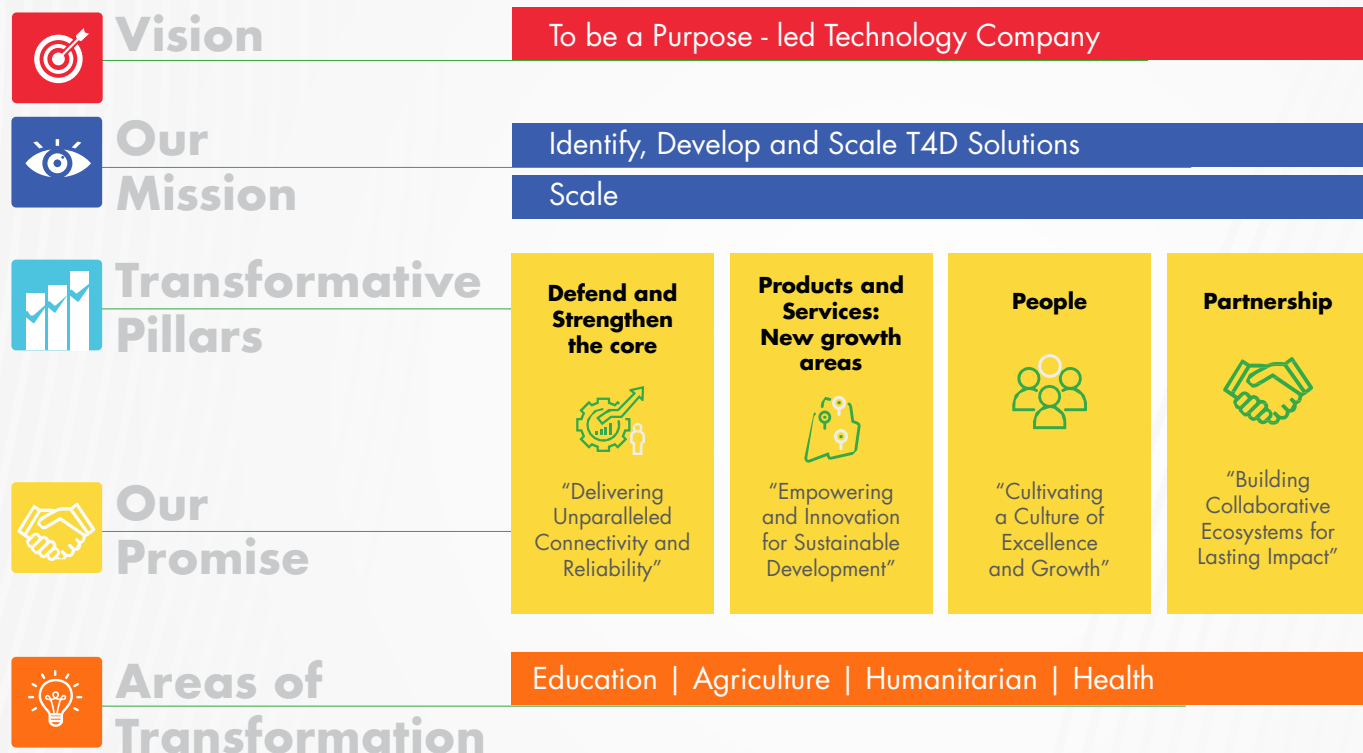 Vision
To be a Purpose - led Technology Company
Our
Mission
Identify, Develop and Scale T4D Solutions
Scale
Transformative
Pillars
Defend and
Strengthen
the core
Products and
Services:
New growth
areas
People
Partnership
Our
Promise
“Delivering
Unparalleled
Connectivity and
Reliability”
“Empowering
and Innovation
for Sustainable
Development”
“Cultivating
a Culture of
Excellence
and Growth”
“Building
Collaborative
Ecosystems for
Lasting Impact”
Areas of
Transformation
Education | Agriculture | Humanitarian | Health